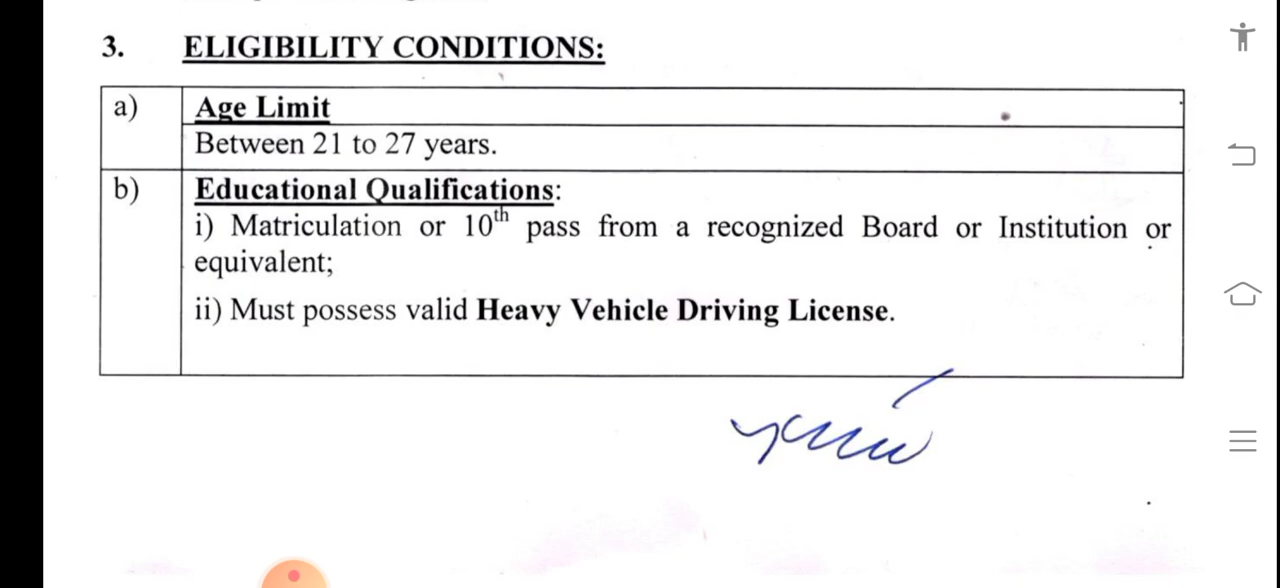 3. ELIGIBILITY CONDITIONS:
a) Age Limit
Between 21 to 27 years.
b) Educational Qualifications:
i) Matriculation or 10th pass from a recognized Board or Institution or
equivalent;
ii) Must possess valid Heavy Vehicle Driving License.